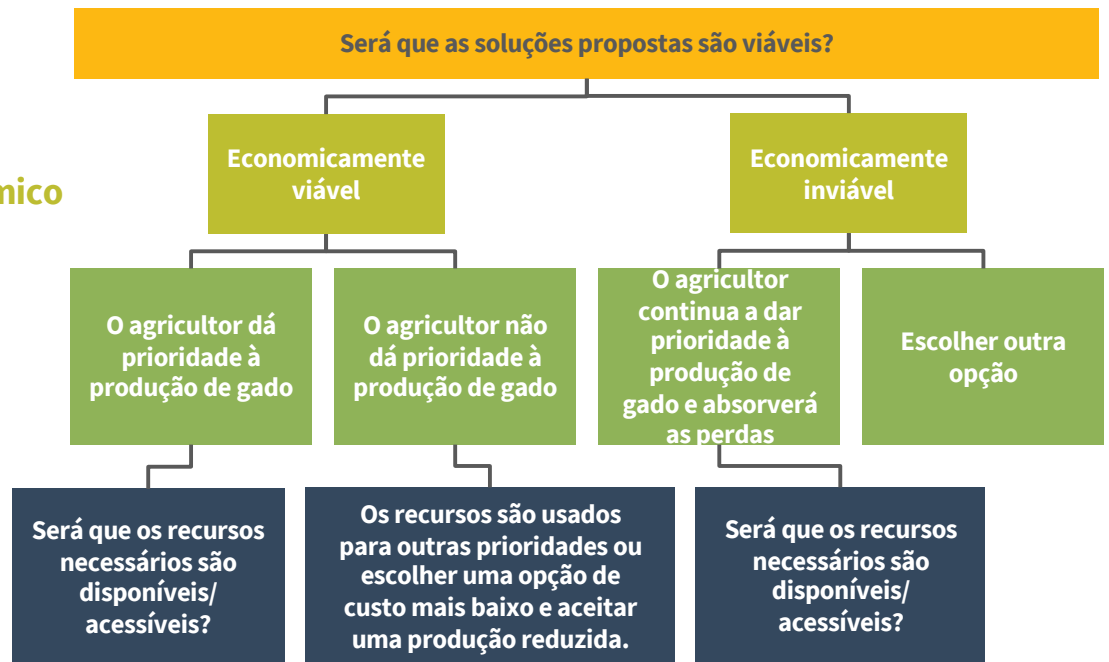 Será que as soluções propostas são viáveis?
Economicamente
viável
Economicamente
inviável
mico
O agricultor dá
prioridade à
produção de gado
O agricultor não
dá prioridade à
produção de gado
O agricultor
continua a dar
prioridade à
produção de
gado e absorverá
as perdas
Escolher outra
opção
Será que os recursos
necessários são
disponíveis/
acessíveis?
Os recursos são usados
para outras prioridades ou
escolher uma opção de
custo mais baixo e aceitar
uma produção reduzida.
Será que os recursos
necessários são
disponíveis/
acessíveis?